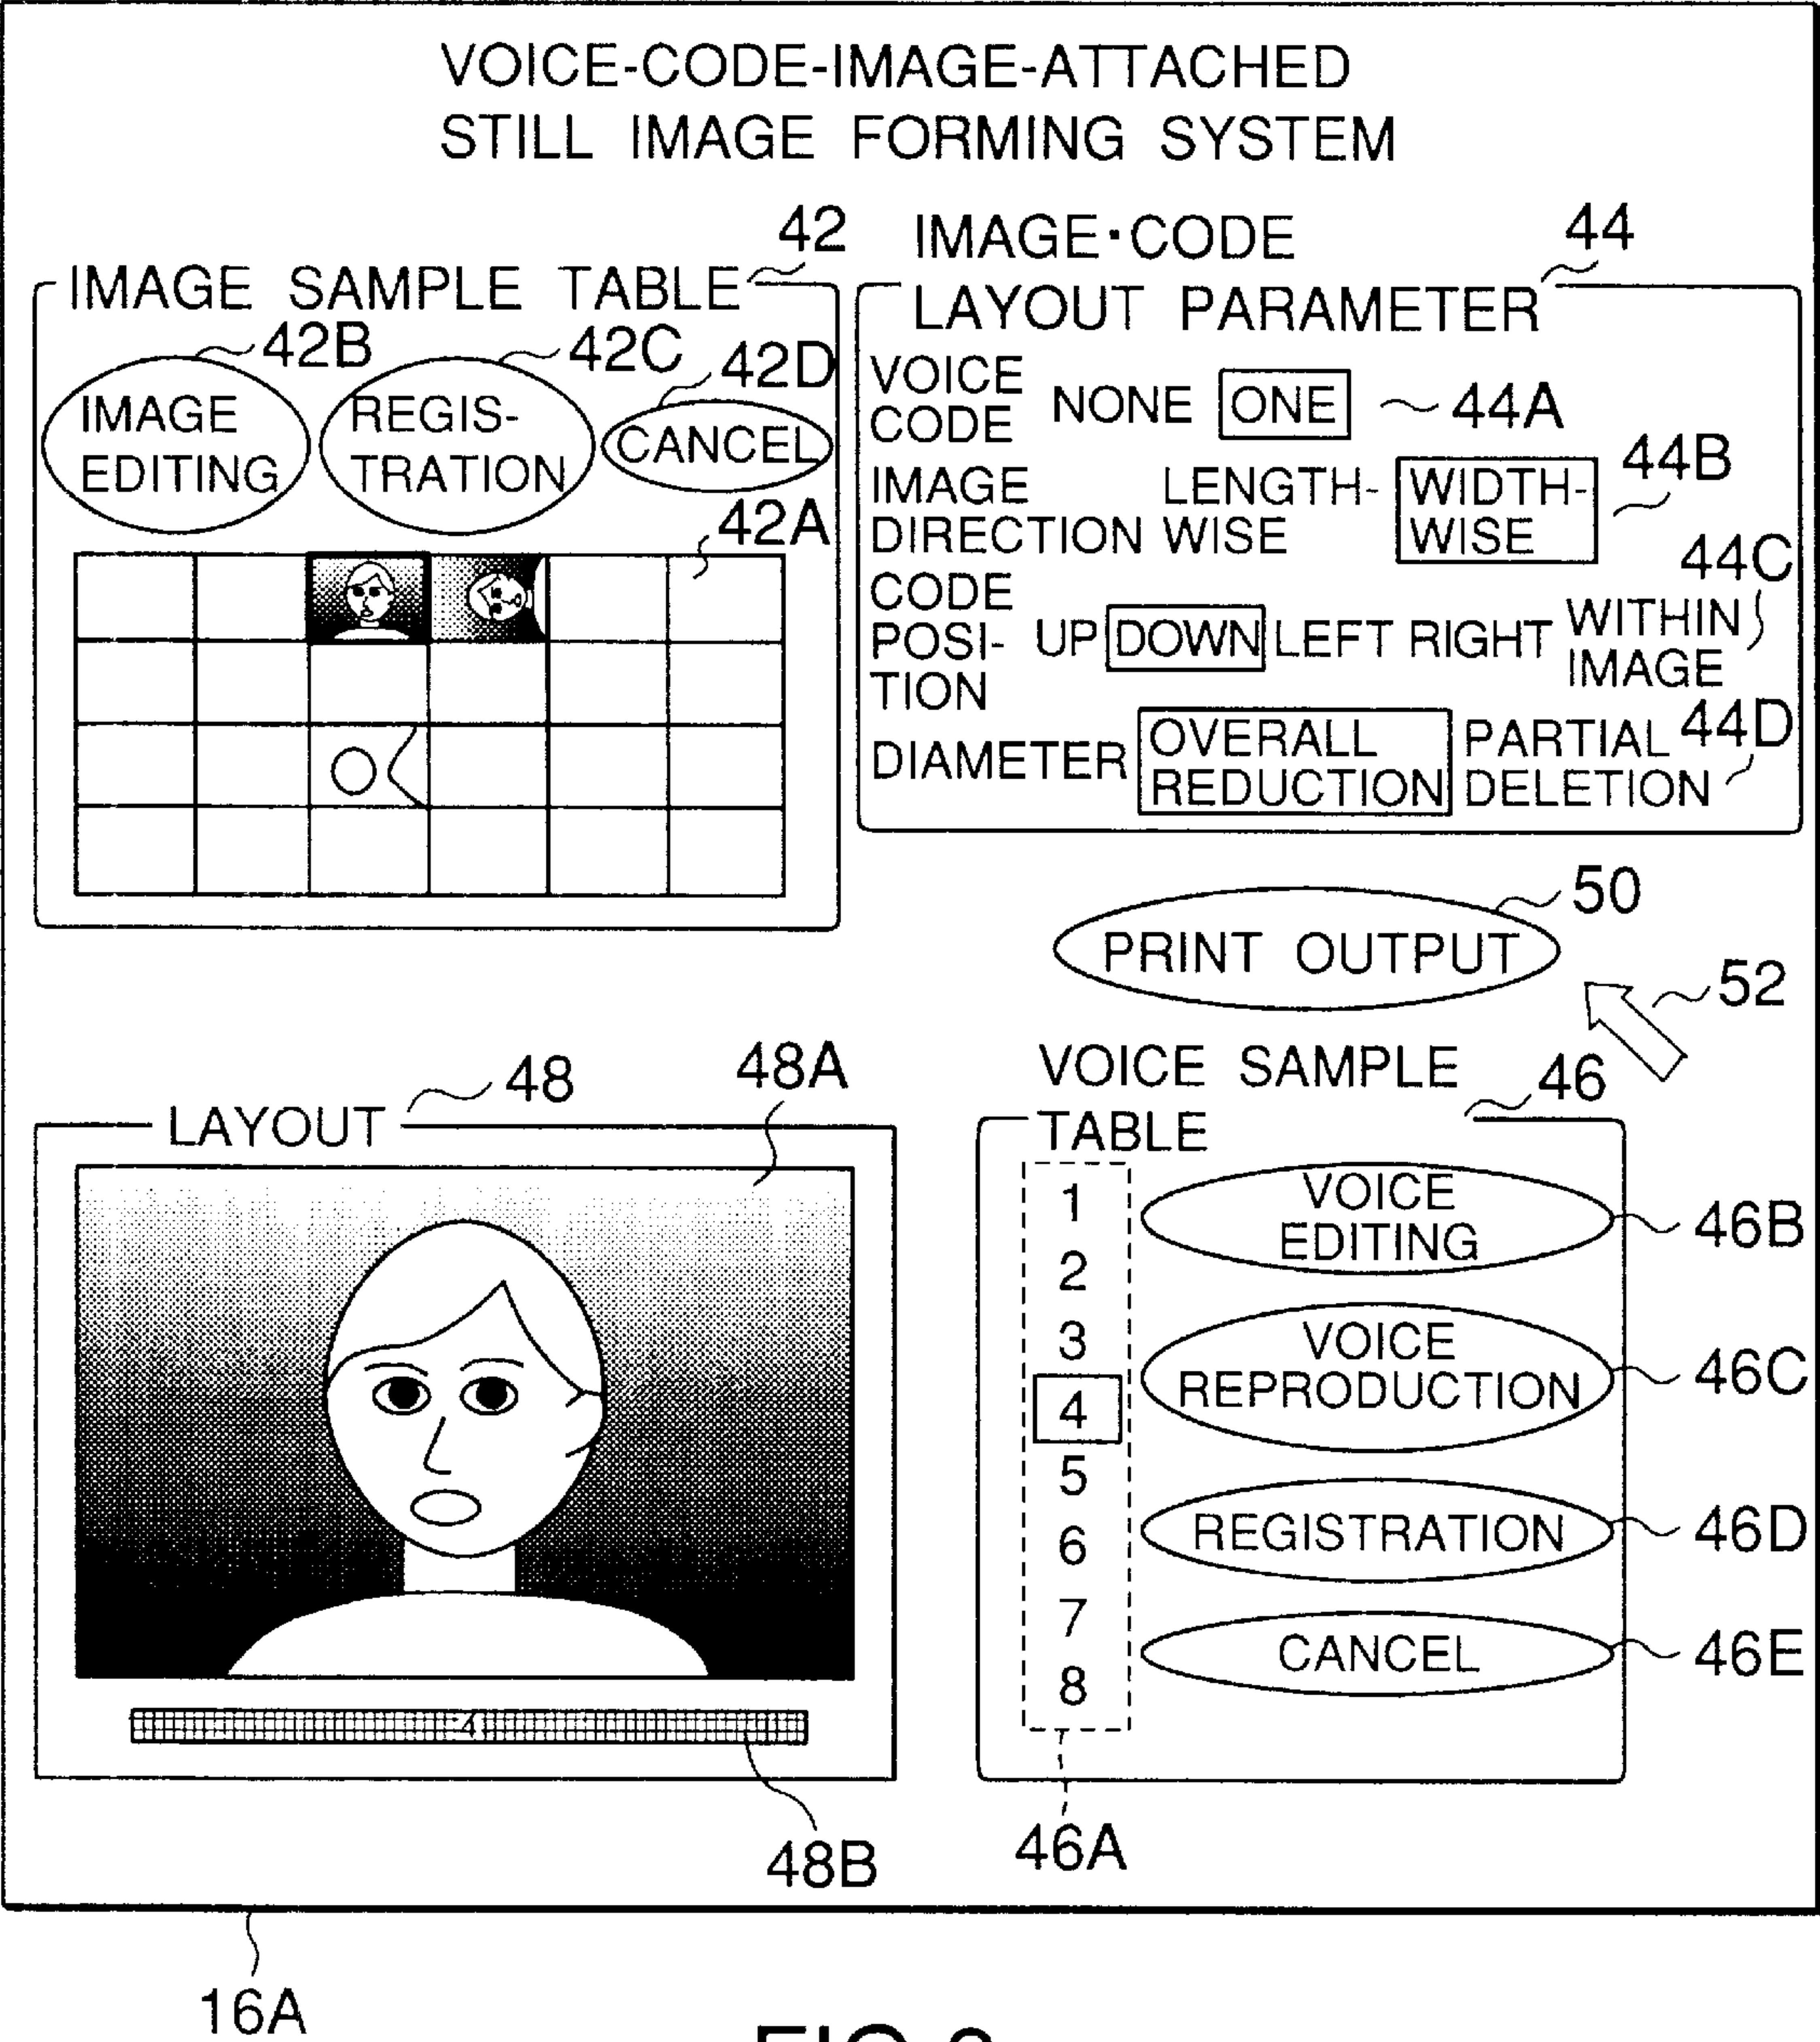 VOICE-CODE-IMAGE-ATTACHED
STILL IMAGE FORMING SYSTEM
42
IMAGE SAMPLE TABLE
42B
42C
42D
IMAGE
EDITING
REGIS-
TRATION
CANCEL
42A
IMAGE·CODE
44
LAYOUT PARAMETER
VOICE
CODE
NONE ONE
44A
IMAGE
DIRECTION
LENGTH-
WISE
WIDTH-
WISE
44B
44C
CODE
POSI-
TION
UP DOWN LEFT RIGHT
WITHIN
IMAGE
44D
DIAMETER
OVERALL
REDUCTION
PARTIAL
DELETION
PRINT OUTPUT
50
52
LAYOUT
48
48A
4
48B
VOICE SAMPLE
TABLE
46
1
2
3
4
5
6
7
8
46A
VOICE
EDITING
46B
VOICE
REPRODUCTION
46C
REGISTRATION
46D
CANCEL
46E
16A